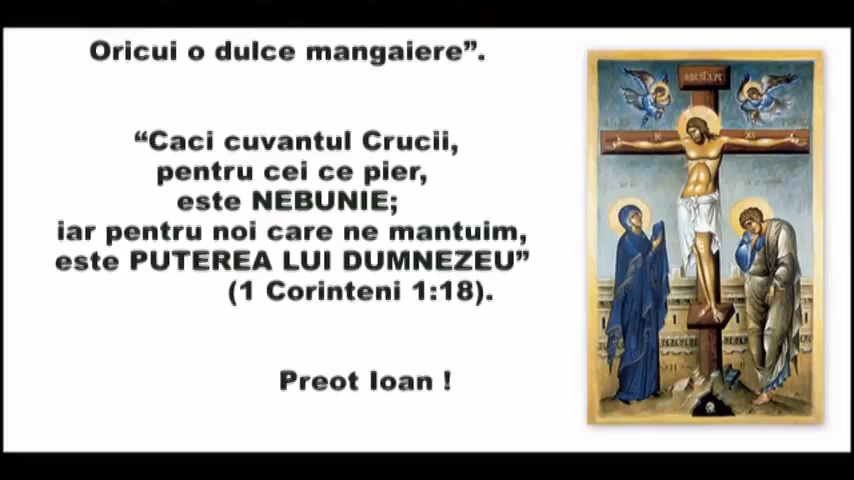 Oricui o dulce mangaiere”.
“Caci cuvantul Crucii,
pentru cei ce pier,
este NEBUNIE;
iar pentru noi care ne mantuim,
este PUTEREA LUI DUMNEZEU”
(1 Corinteni 1:18).
Preot Ioan !